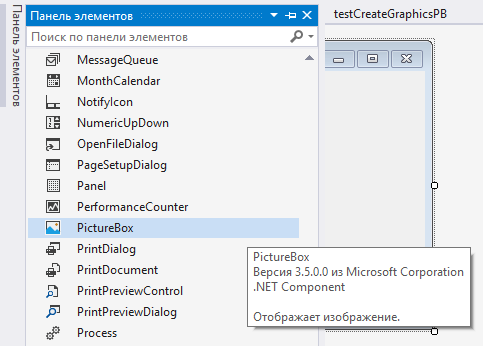 Панель элементов
Панель элементов
Поиск по панели элементов
MessageQueue
MonthCalendar
NotifyIcon
NumericUpDown
OpenFileDialog
PageSetupDialog
Panel
PerformanceCounter
PictureBox
PrintDialog
PrintDocument
PrintPreviewControl
PrintPreviewDialog
Process
testCreateGraphicsPB
PictureBox
Версия 3.5.0.0 из Microsoft Corporation
.NET Component
Отображает изображение.